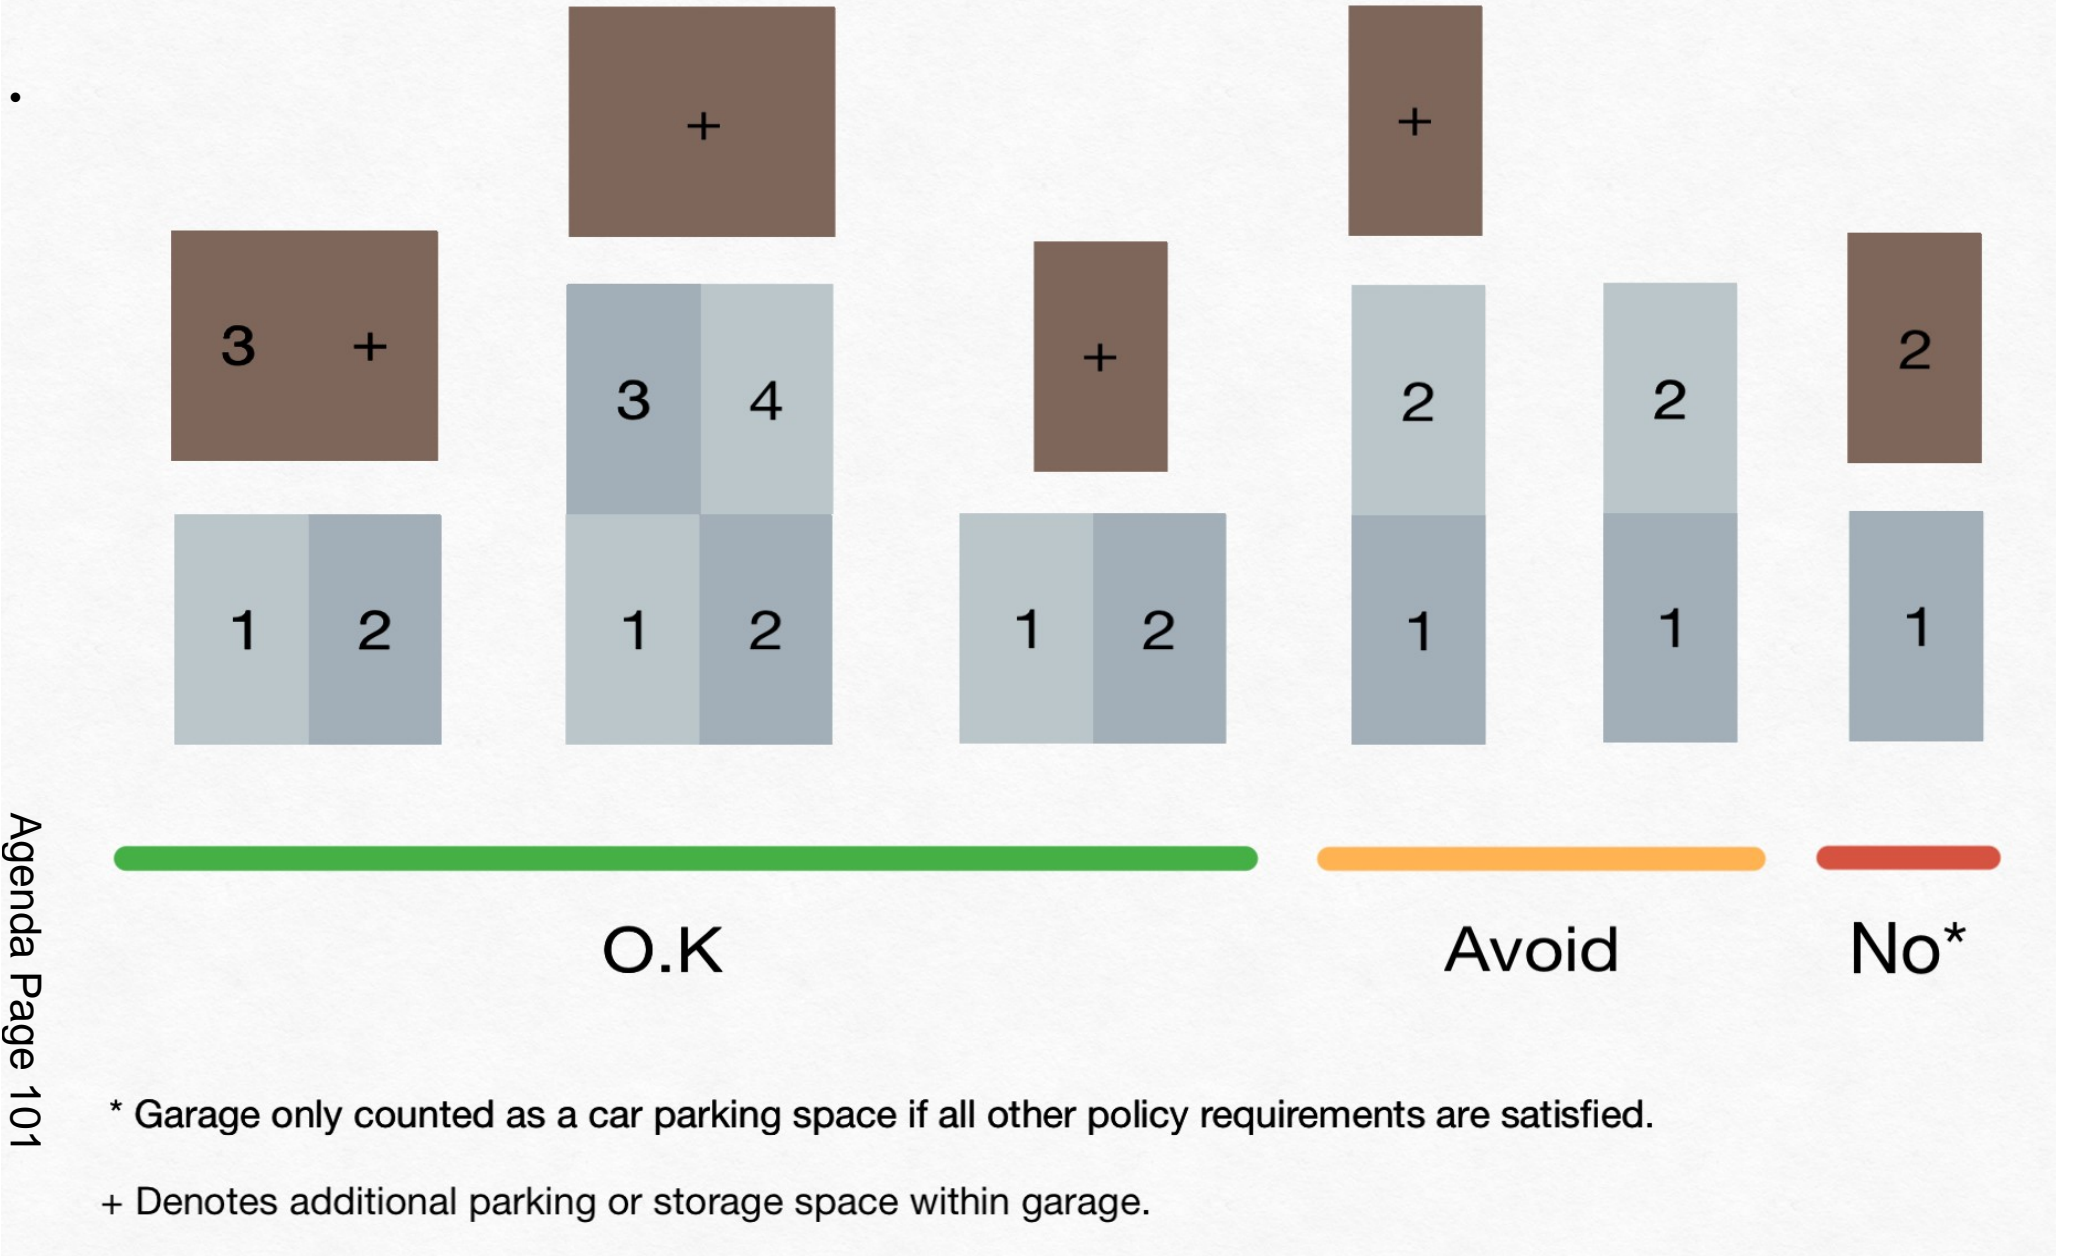 •
+
+
3 +
3 4
+
2
2
2
1 2
1 2
1 2
1
1
1
O.K
Avoid
No*
* Garage only counted as a car parking space if all other policy requirements are satisfied.
+ Denotes additional parking or storage space within garage.
Agenda Page 101